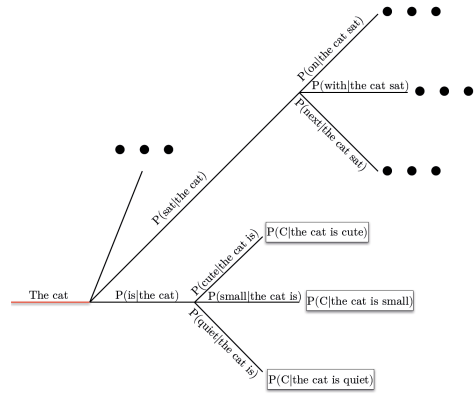 P(on|the cat sat)
P(with|the cat sat)
P(next|the cat sat)
P(sat|the cat)
P(cute|the cat is)
P(C|the cat is cute)
The cat
P(is|the cat)
P(small|the cat is)
P(C|the cat is small)
P(quiet|the cat is)
P(C|the cat is quiet)